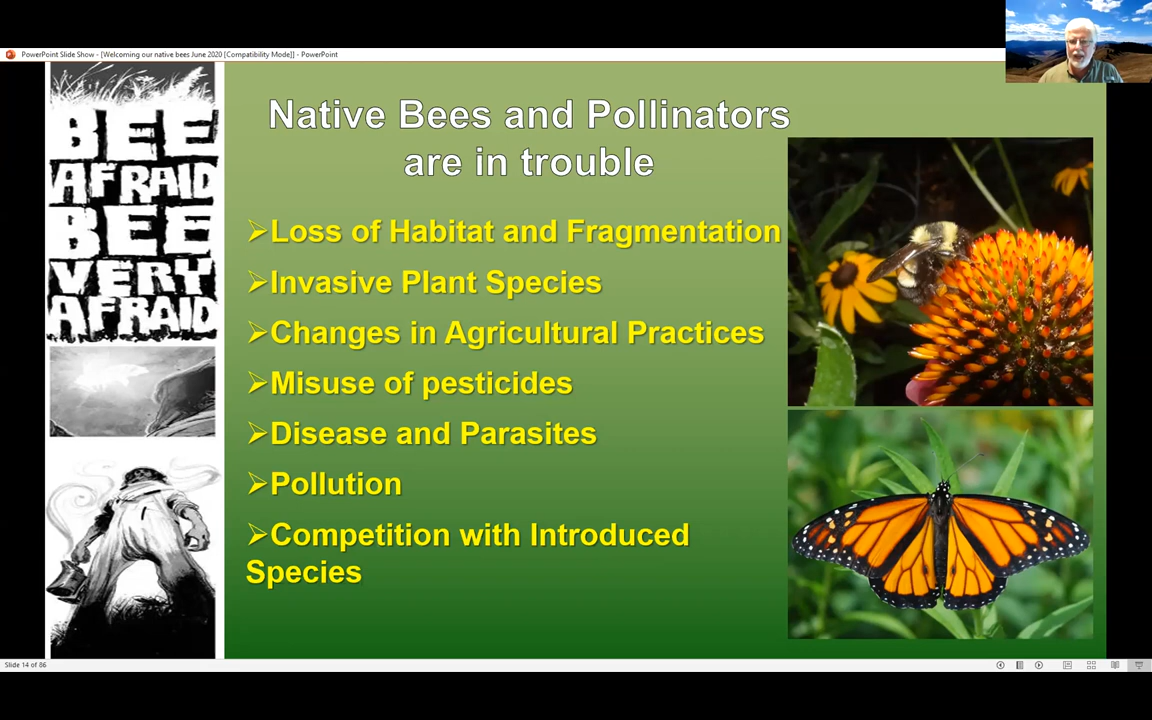 PowerPoint Slide Show - [Welcoming our native bees June 2020 [Compatibility Mode]] - PowerPoint
BEE
AFRAID
BEE
VERY
AFRAID
Native Bees and Pollinators
are in trouble
➢Loss of Habitat and Fragmentation
➢Invasive Plant Species
➢Changes in Agricultural Practices
➢Misuse of pesticides
➢Disease and Parasites
➢Pollution
➢Competition with Introduced
Species
Slide 14 of 86